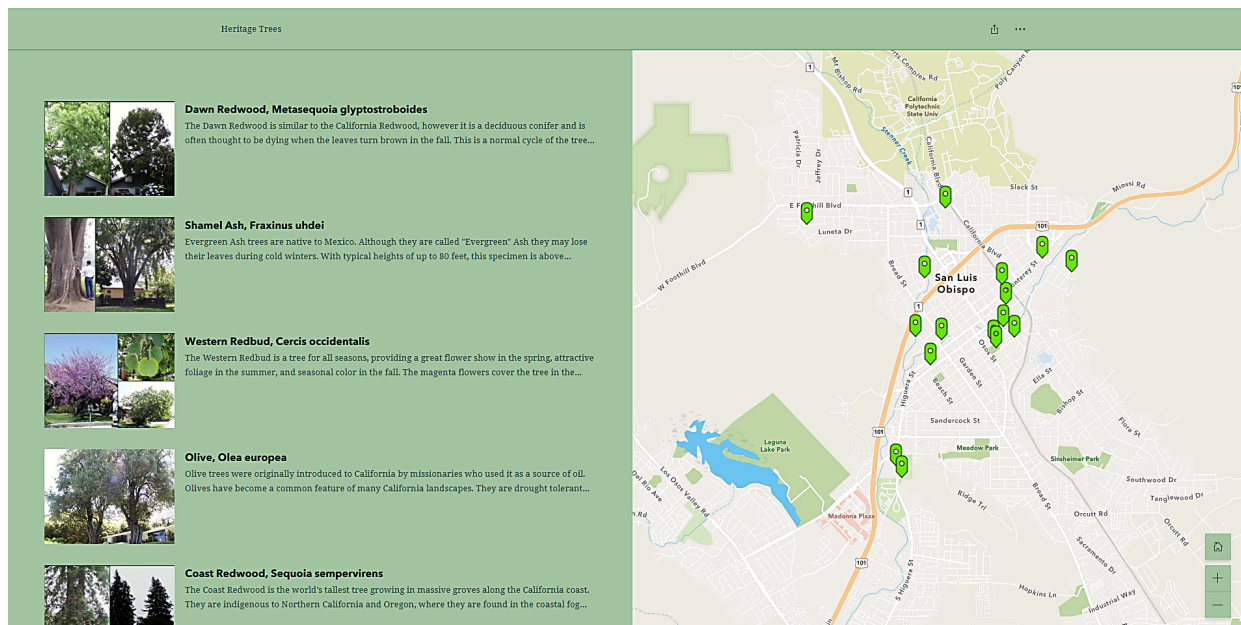 Heritage Trees
Dawn Redwood, Metasequoia glyptostroboides
The Dawn Redwood is similar to the California Redwood, however it is a deciduous conifer and is
often thought to be dying when the leaves turn brown in the fall. This is a normal cycle of the tree...
Shamel Ash, Fraxinus uhdei
Evergreen Ash trees are native to Mexico. Although they are called "Evergreen" Ash they may lose
their leaves during cold winters. With typical heights of up to 80 feet, this specimen is above...
Western Redbud, Cercis occidentalis
The Western Redbud is a tree for all seasons, providing a great flower show in the spring, attractive
foliage in the summer, and seasonal color in the fall. The magenta flowers cover the tree in the...
Olive, Olea europea
Olive trees were originally introduced to California by missionaries who used it as a source of oil.
Olives have become a common feature of many California landscapes. They are drought tolerant...
Coast Redwood, Sequoia sempervirens
The Coast Redwood is the world's tallest tree growing in massive groves along the California coast.
They are indigenous to Northern California and Oregon, where they are found in the coastal fog...
1
Mt Bishop Rd
Complex Rd
Poly Canyon
California
Polytechnic
State Univ
Stenner Creek
California Blvd
Patricia Dr
Jeffrey Dr
1
Slack St
Miossi Rd
Luneta Dr
1
101
California Blvd
W Foothill Blvd
Broad St
San Luis
Obispo
1
Osos St
Garden St
Beach St
Higuera St
Ella St
Bishop St
Sandercock St
Flora St
101
Laguna
Lake Park
Meadow Park
Sinsheimer Park
Los Osos Valley Rd
Del Rio Ave
Madonna Plaza
Ridge Trl
Broad St
Southwood Dr
Tanglewood Dr
Orcutt Rd
Orcutt Rd
Sacramento Dr
101
S Higuera St
Hopkins Ln
Industrial Way